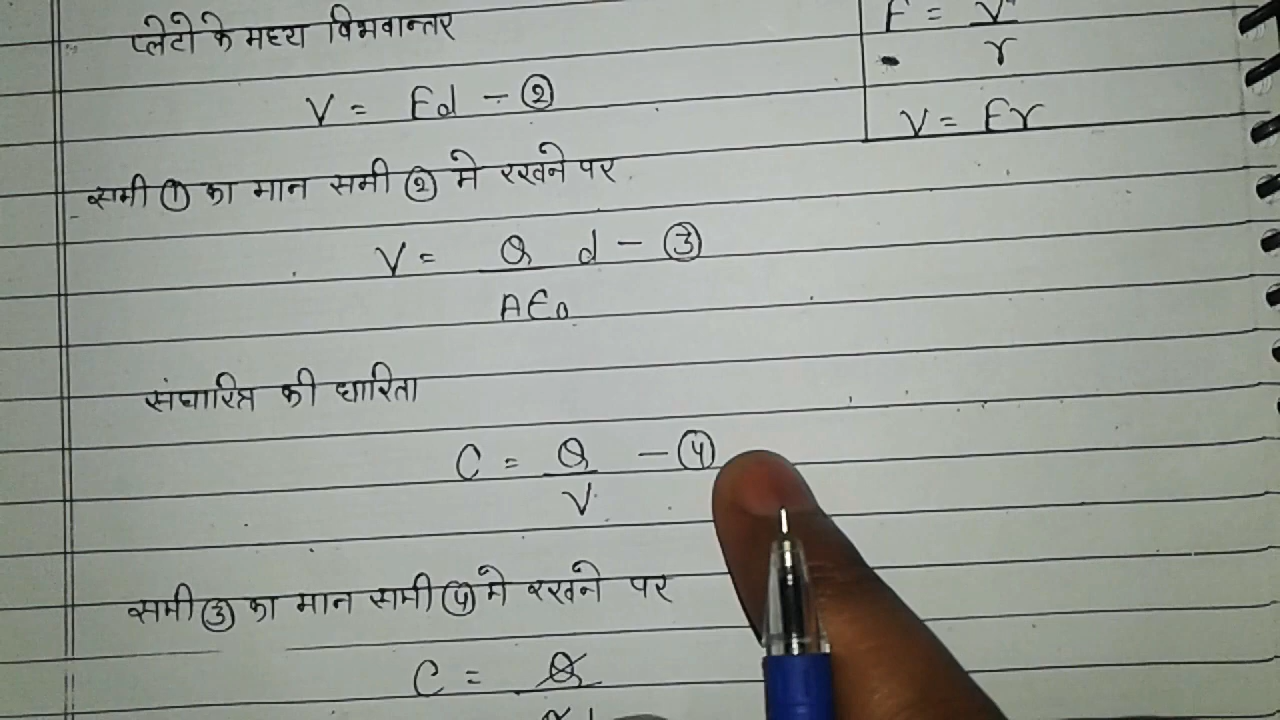 प्लेटो के मध्य विभवान्तर
V = Ed - ②
E = V
r
V = Er
समी ① का मान समी ② मे रखने पर
V = Q d - ③
A∈0
संधारित्र की धारिता
C = Q - ④
V
समी ③ का मान समी ④ मे रखने पर
C = Q